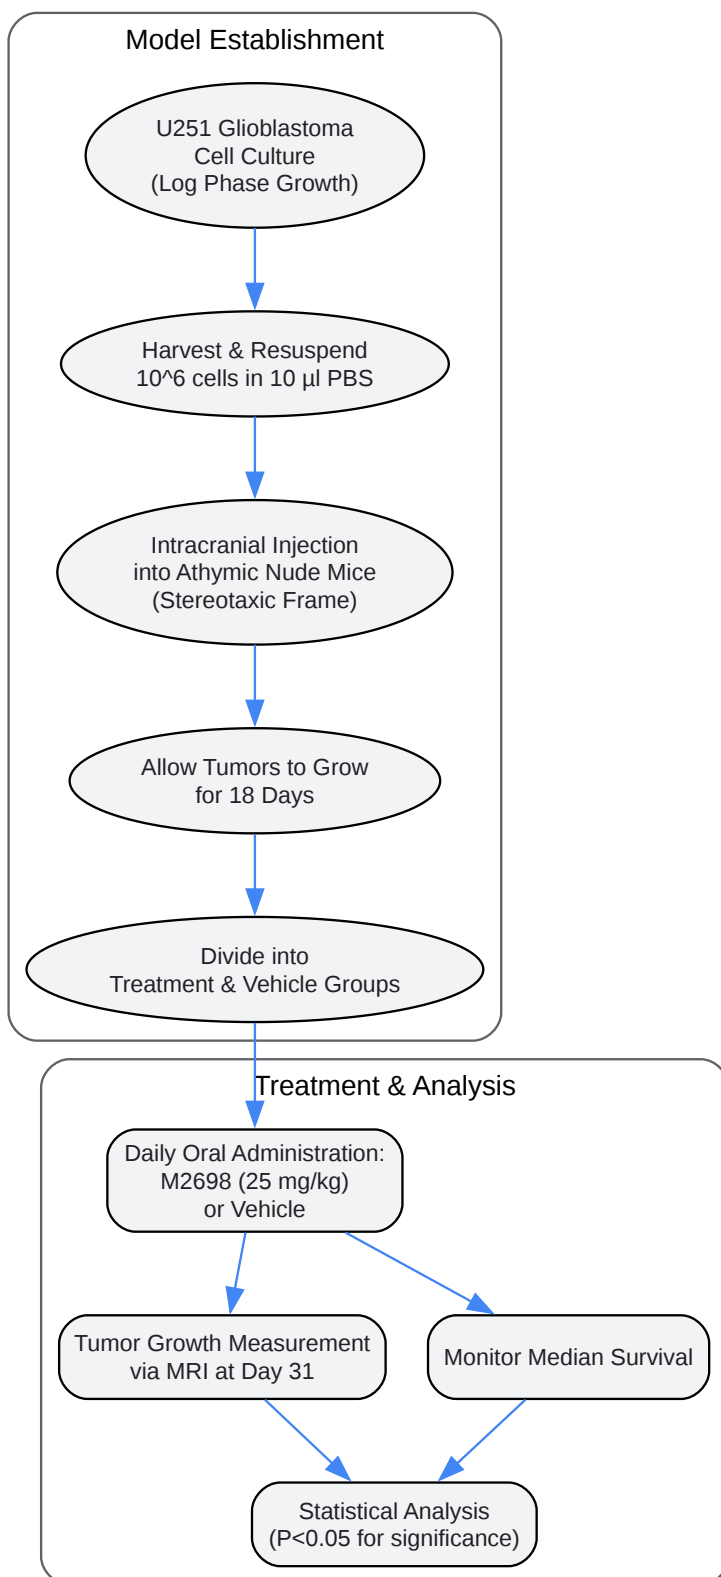 Model Establishment
U251 Glioblastoma
Cell Culture
(Log Phase Growth)
Harvest & Resuspend
10^6 cells in 10 µl PBS
Intracranial Injection
into Athymic Nude Mice
(Stereotaxic Frame)
Allow Tumors to Grow
for 18 Days
Divide into
Treatment & Vehicle Groups
Treatment & Analysis
Daily Oral Administration:
M2698 (25 mg/kg)
or Vehicle
Tumor Growth Measurement
via MRI at Day 31
Monitor Median Survival
Statistical Analysis
(P<0.05 for significance)